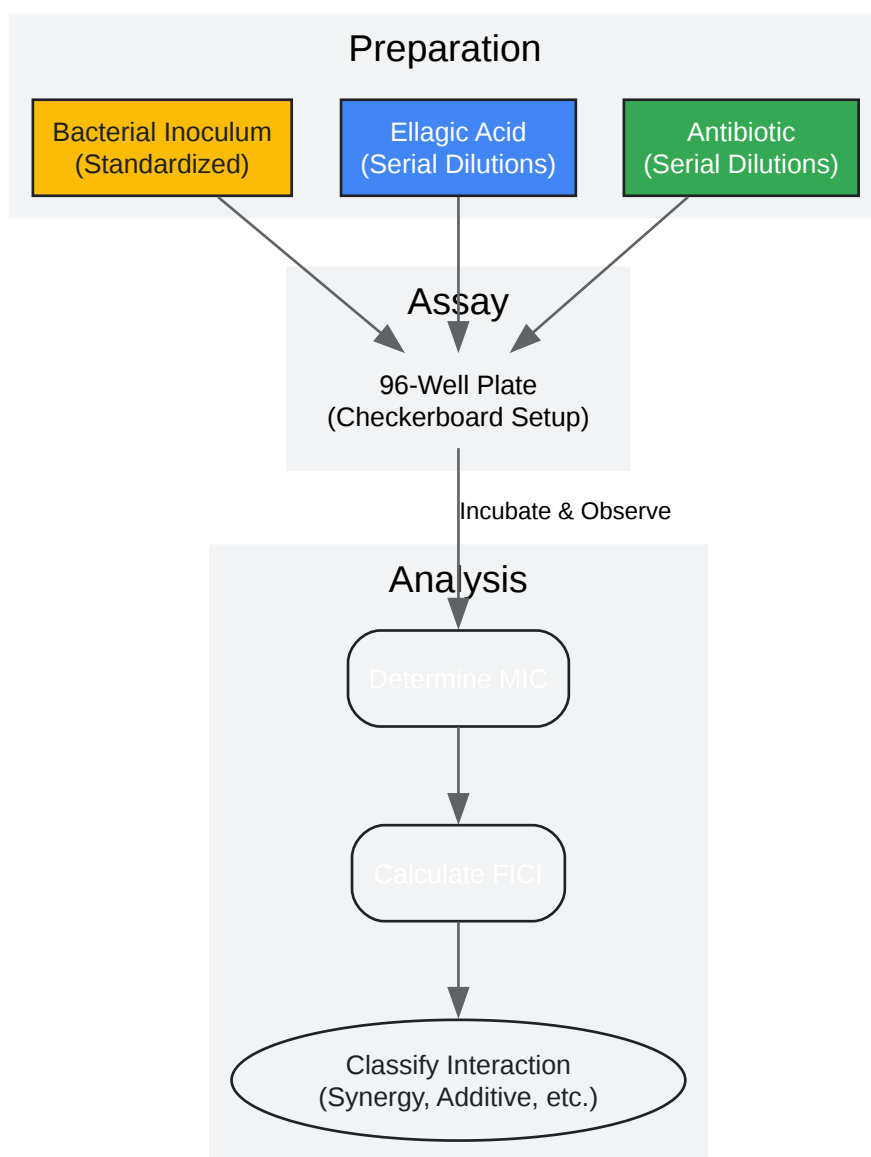 Preparation
Bacterial Inoculum
(Standardized)
Ellagic Acid
(Serial Dilutions)
Antibiotic
(Serial Dilutions)
Assay
96-Well Plate
(Checkerboard Setup)
Incubate & Observe
Analysis
Determine MIC
Calculate FICI
Classify Interaction
(Synergy, Additive, etc.)